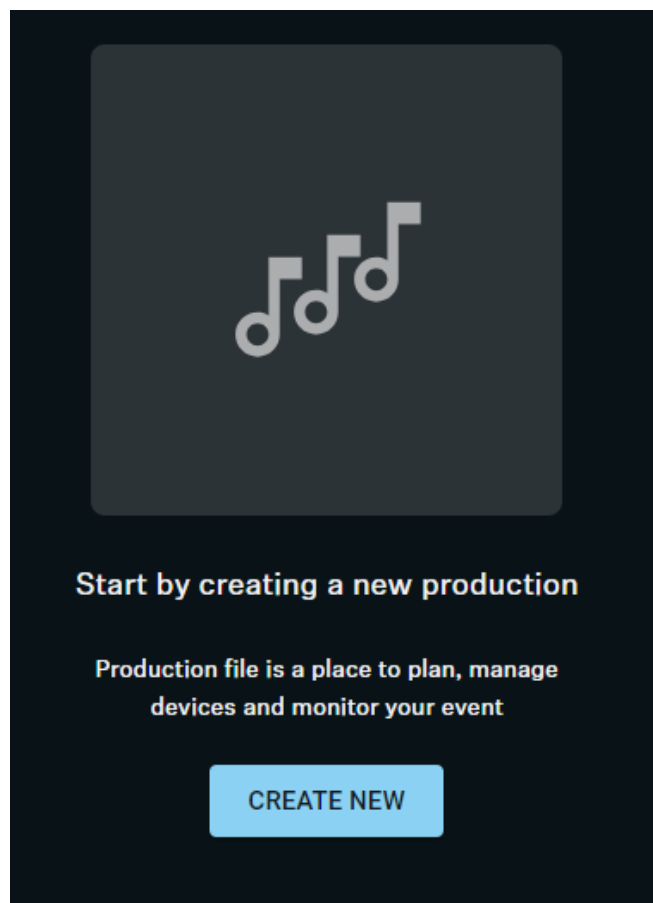 Start by creating a new production
Production file is a place to plan, manage
devices and monitor your event
CREATE NEW